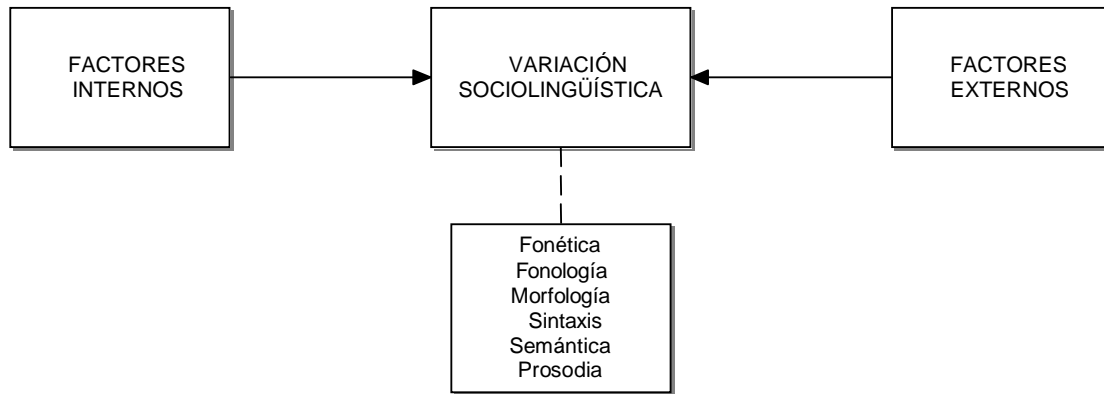 FACTORES
INTERNOS
VARIACIÓN
SOCIOLINGÜÍSTICA
FACTORES
EXTERNOS
Fonética
Fonología
Morfología
Sintaxis
Semántica
Prosodia